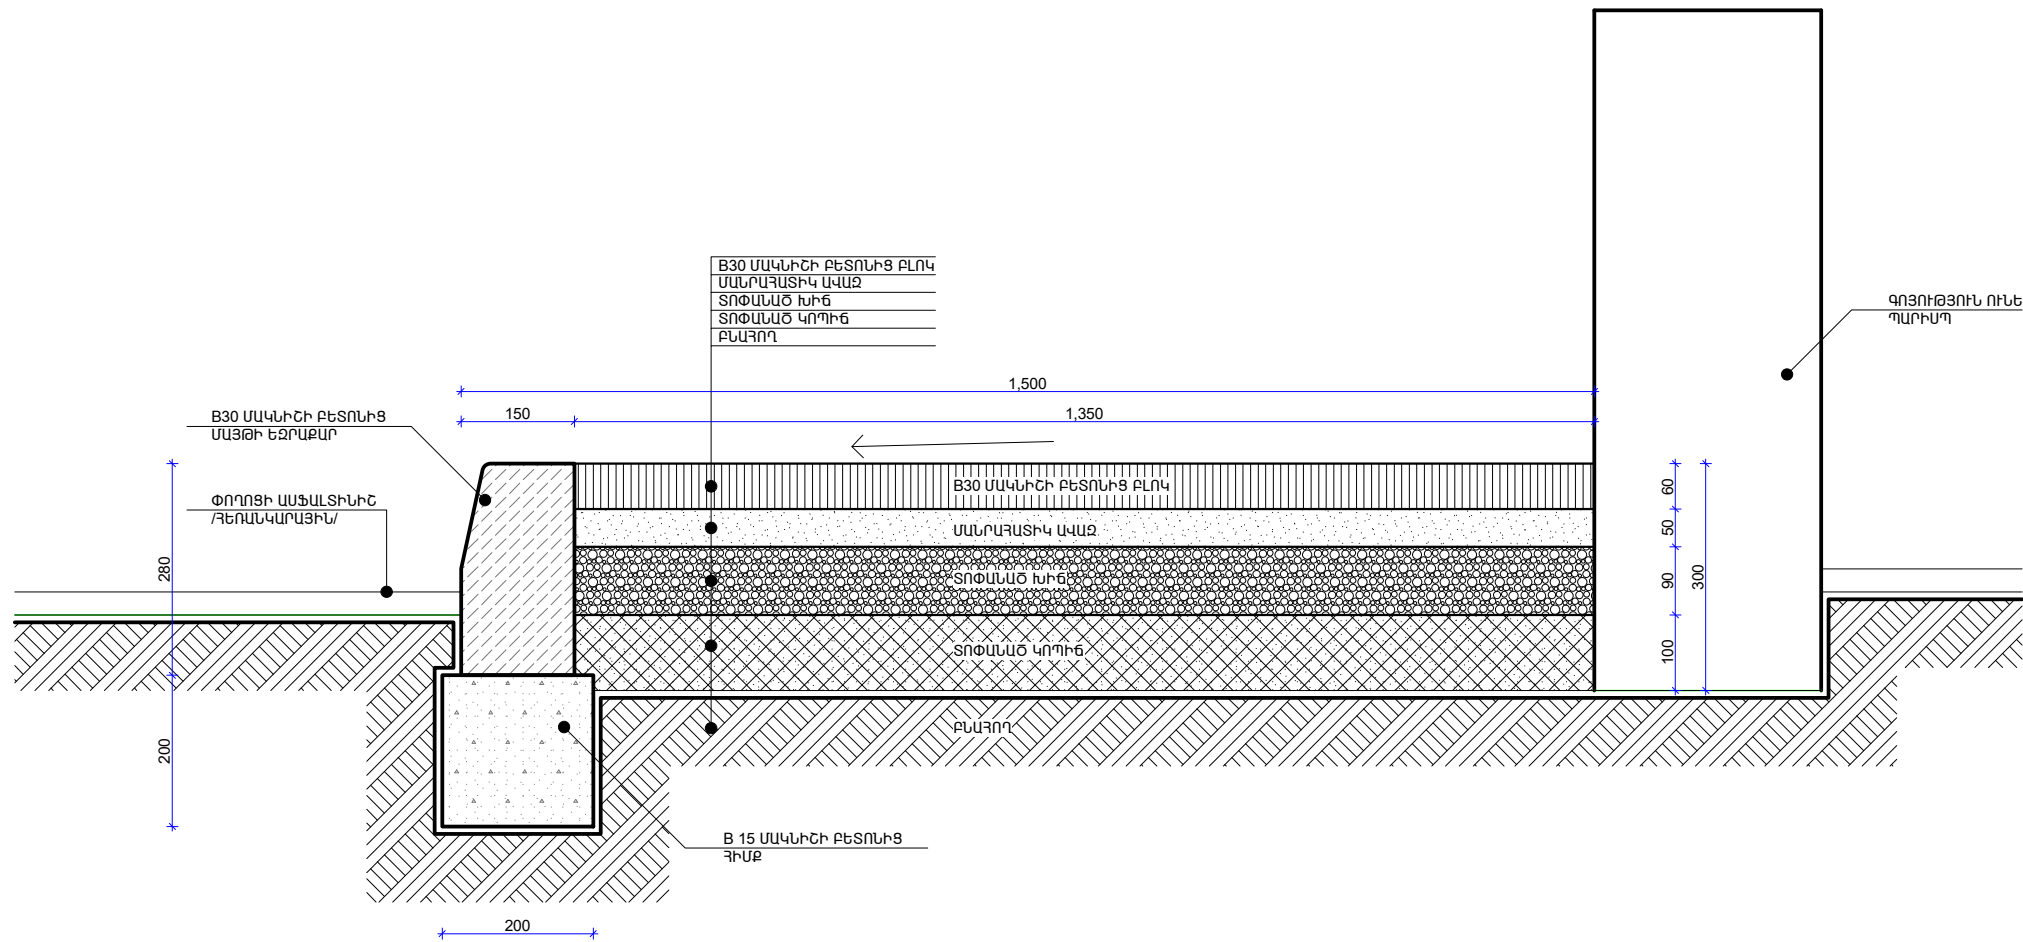 B30 ՄԱԿՆԻՇԻ ԲԵՏՈՆԻՑ ԲԼՈԿ
ՄԱՆՐԱՀԱՏԻԿ ԱՎԱԶ
ՏՈՓԱՆԱԾ ԽԻՃ
ՏՈՓԱՆԱԾ ԿՈՊԻՃ
ԲՆԱՀՈՂ
ԳՈՅՈՒԹՅՈՒՆ ՈՒՆԵ
ՊԱՐԻՍՊ
1,500
150
1,350
B30 ՄԱԿՆԻՇԻ ԲԵՏՈՆԻՑ
ՄԱՅԹԻ ԵԶՐԱՔԱՐ
ՓՈՂՈՑԻ ԱՍՖԱԼՏԻՆԻՇ
/ՀԵՌԱՆԿԱՐԱՅԻՆ/
B30 ՄԱԿՆԻՇԻ ԲԵՏՈՆԻՑ ԲԼՈԿ
ՄԱՆՐԱՀԱՏԻԿ ԱՎԱԶ
ՏՈՓԱՆԱԾ ԽԻՃ
ՏՈՓԱՆԱԾ ԿՈՊԻՃ
ԲՆԱՀՈՂ
60
50
90
100
300
280
200
B 15 ՄԱԿՆԻՇԻ ԲԵՏՈՆԻՑ
ՀԻՄՔ
200